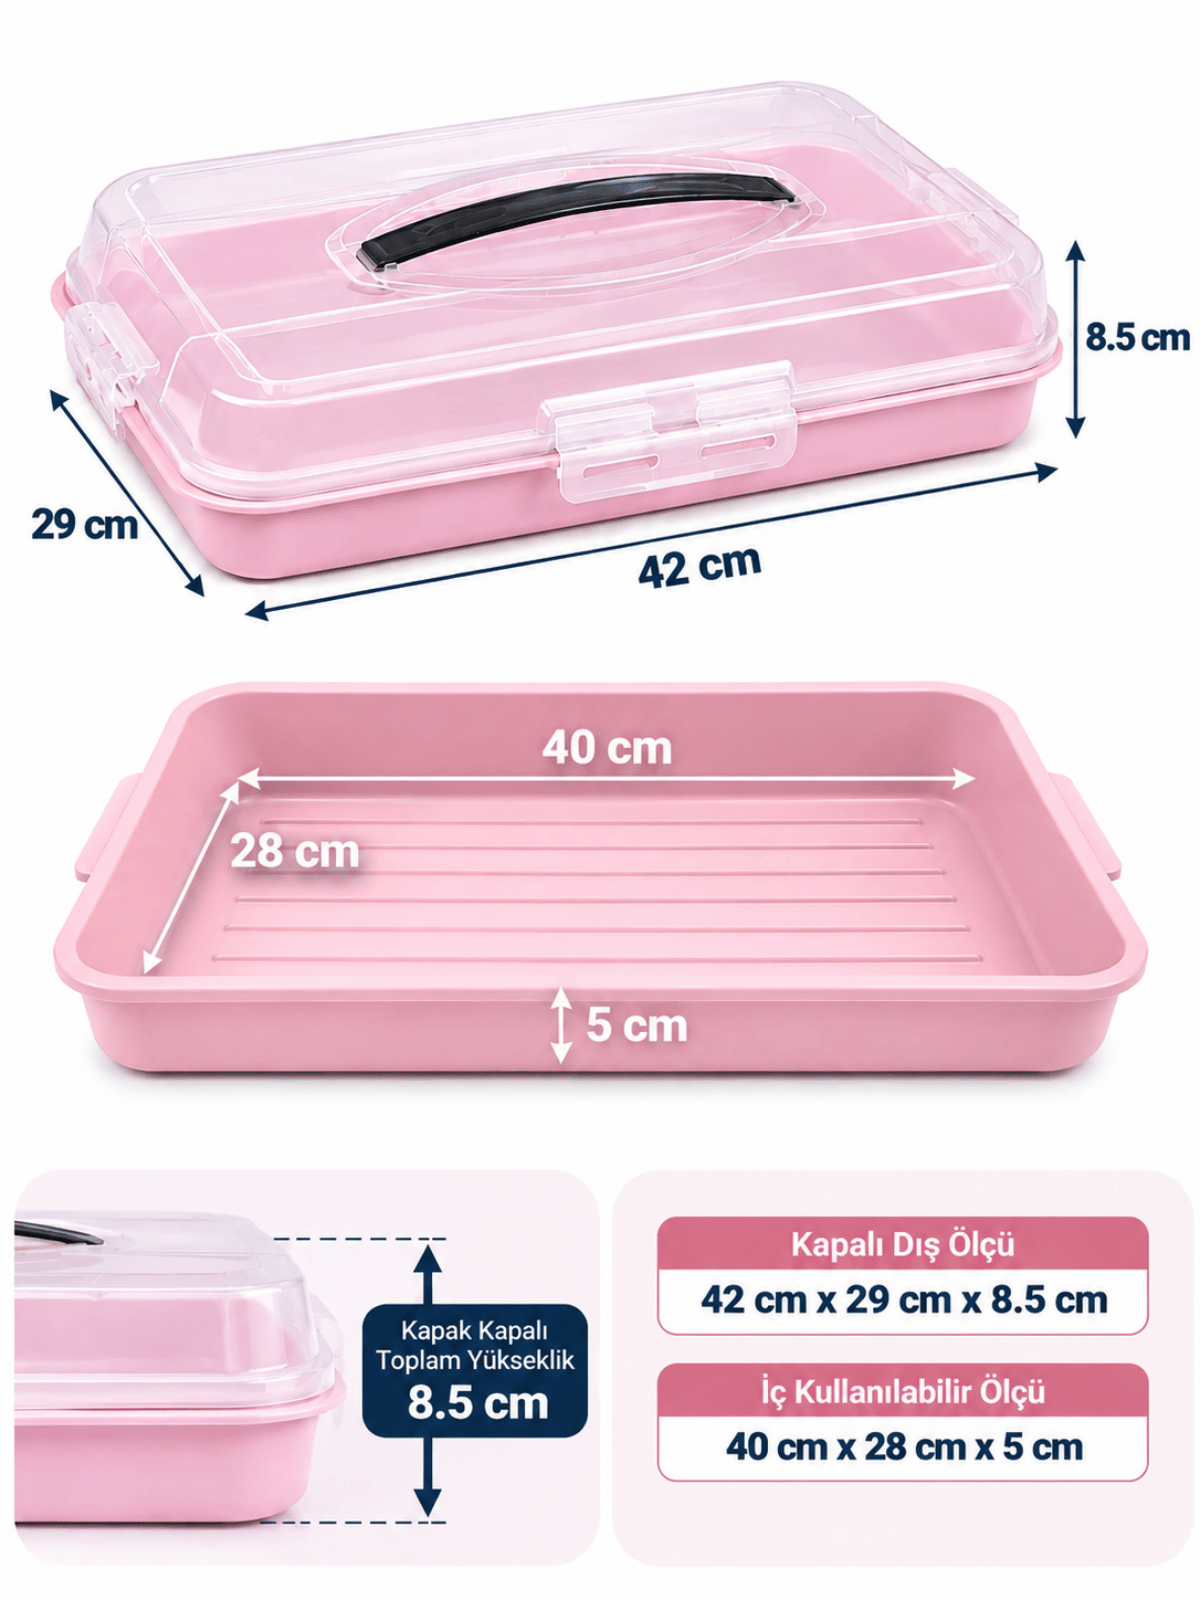 8.5 cm
29 cm
42 cm
40 cm
28 cm
5 cm
Kapak Kapalı
Toplam Yükseklik
8.5 cm
Kapalı Dış Ölçü
42 cm x 29 cm x 8.5 cm
İç Kullanılabilir Ölçü
40 cm x 28 cm x 5 cm